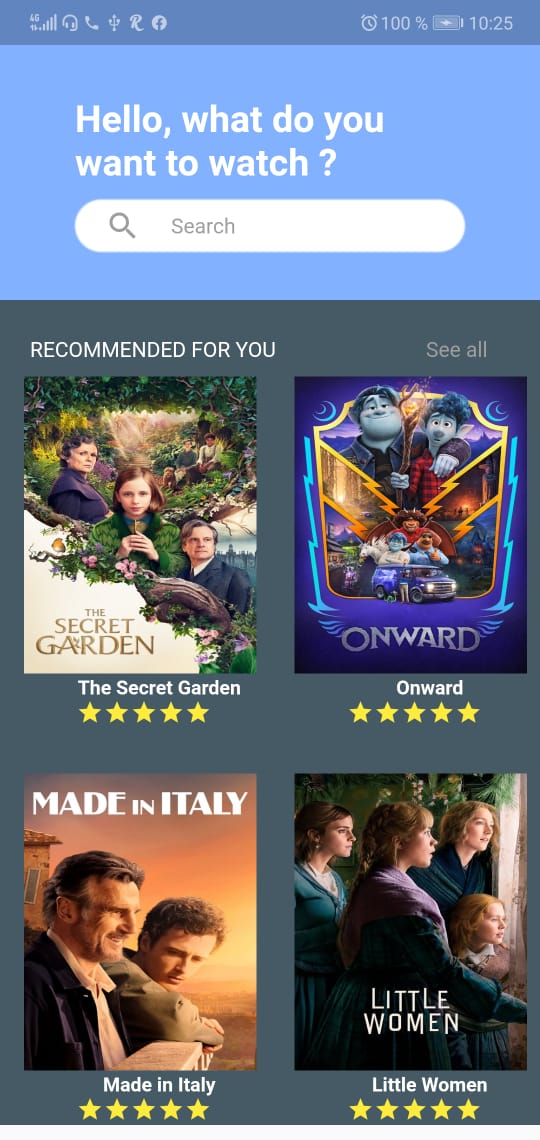 4G 100 % 10:25
Hello, what do you
want to watch ?
Search
RECOMMENDED FOR YOU See all
THE
SECRET
GARDEN
ONWARD
The Secret Garden Onward
MADE IN ITALY
LITTLE
WOMEN
Made in Italy Little Women